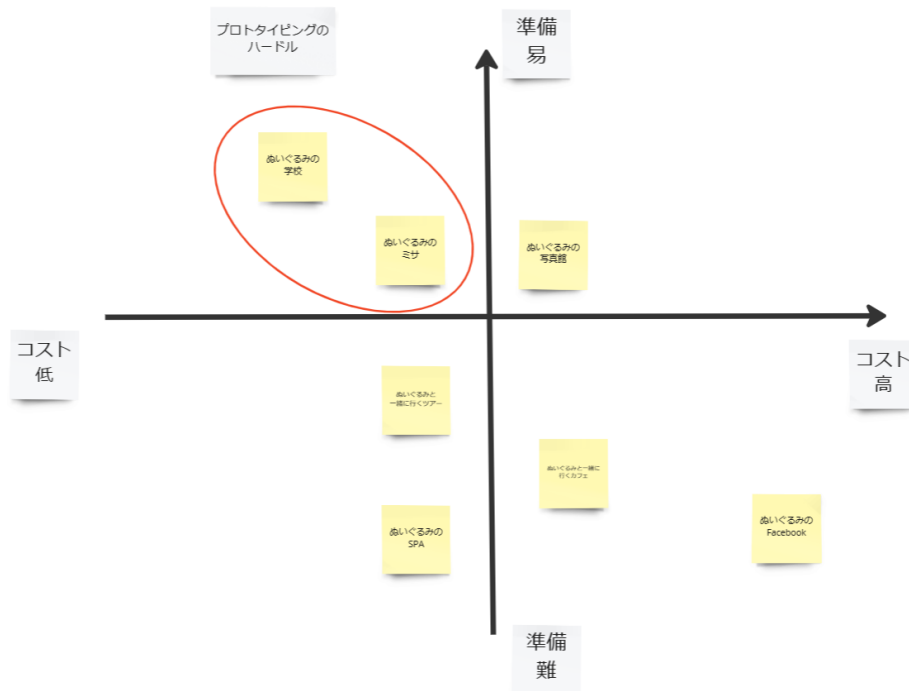 プロトタイピングの
ハードル
準備
易
ぬいぐるみの
学校
ぬいぐるみの
ミサ
ぬいぐるみの
写真館
コスト
低
コスト
高
ぬいぐるみと
一緒に行くツアー
ぬいぐるみと一緒に
行くカフェ
ぬいぐるみの
SPA
ぬいぐるみの
Facebook
準備
難